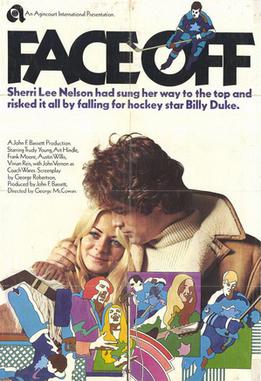 An Agincourt International Presentation.
FACE OFF
Sherri Lee Nelson had sung her way to the top and
risked it all by falling for hockey star Billy Duke.
A John F. Bassett Production.
Starring Trudy Young, Art Hindle,
Frank Moore, Austin Willis,
Vivian Reis, with John Vernon as
Coach Wares. Screenplay
by George Robertson,
Produced by John F. Bassett,
Directed by George McCowan.